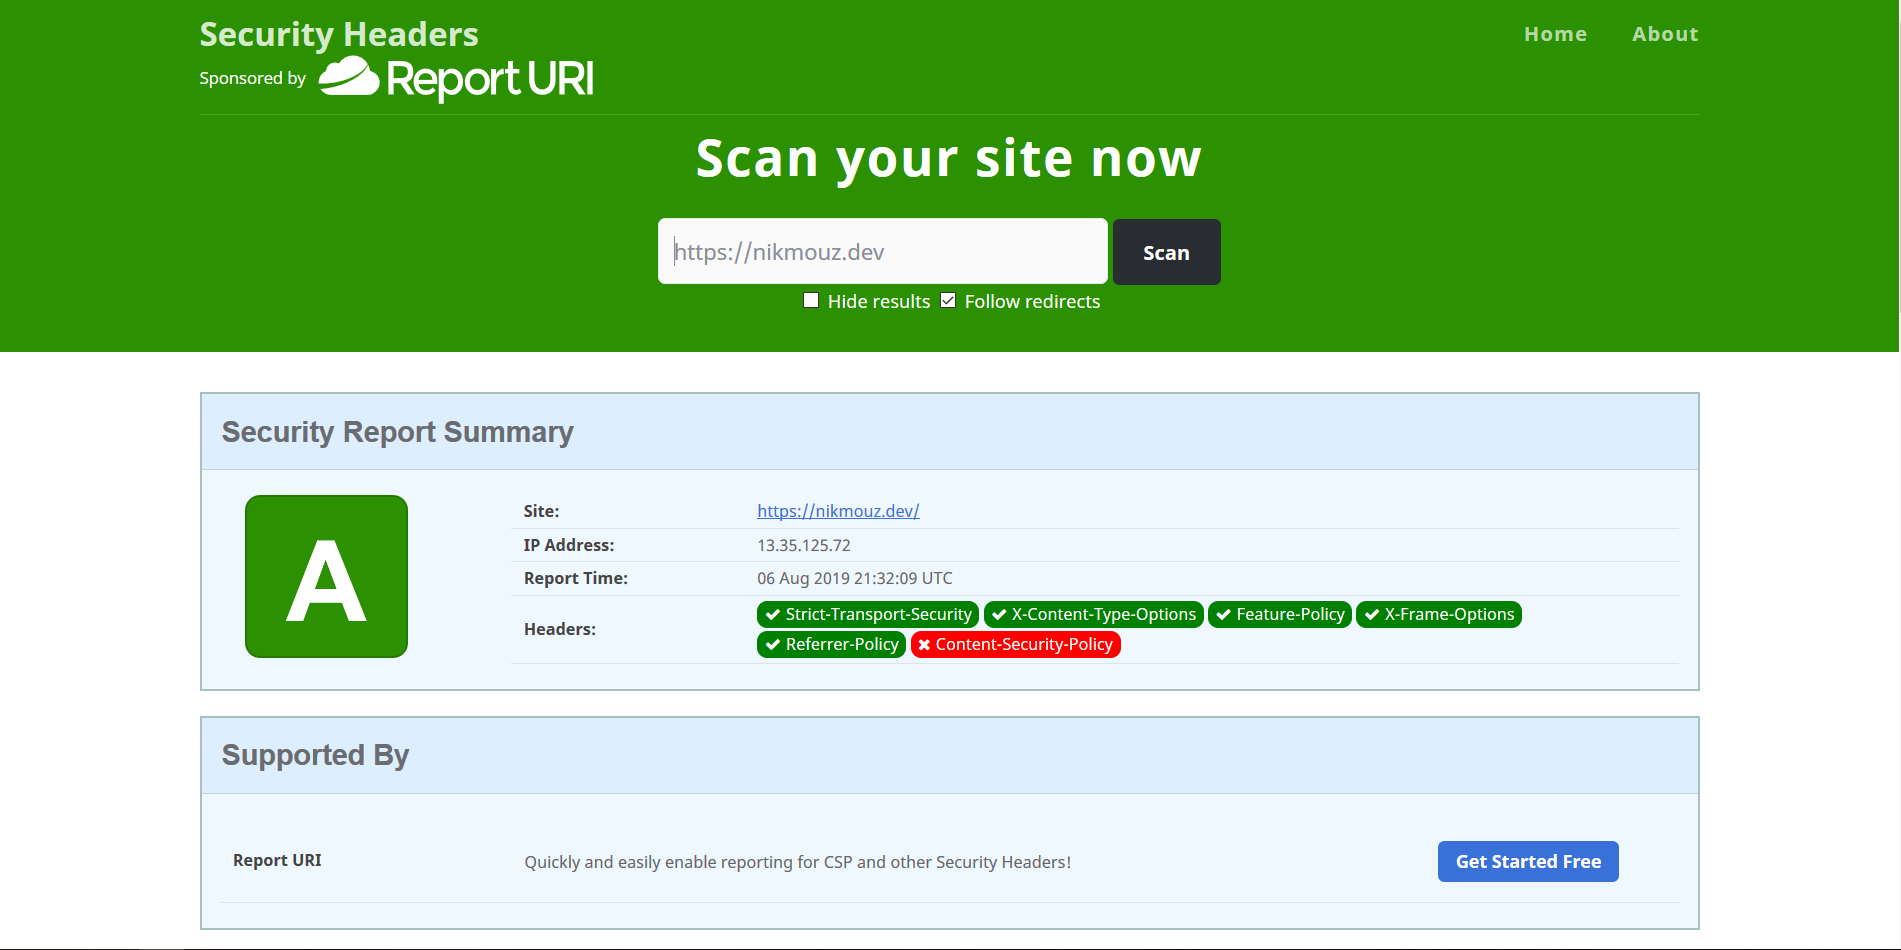 Security Headers
Home About
Sponsored by Report URI
Scan your site now
https://nikmouz.dev Scan
Hide results Follow redirects
Security Report Summary
A
Site: https://nikmouz.dev/
IP Address: 13.35.125.72
Report Time: 06 Aug 2019 21:32:09 UTC
Headers: Strict-Transport-Security X-Content-Type-Options Feature-Policy X-Frame-Options
Referrer-Policy Content-Security-Policy
Supported By
Report URI Quickly and easily enable reporting for CSP and other Security Headers! Get Started Free